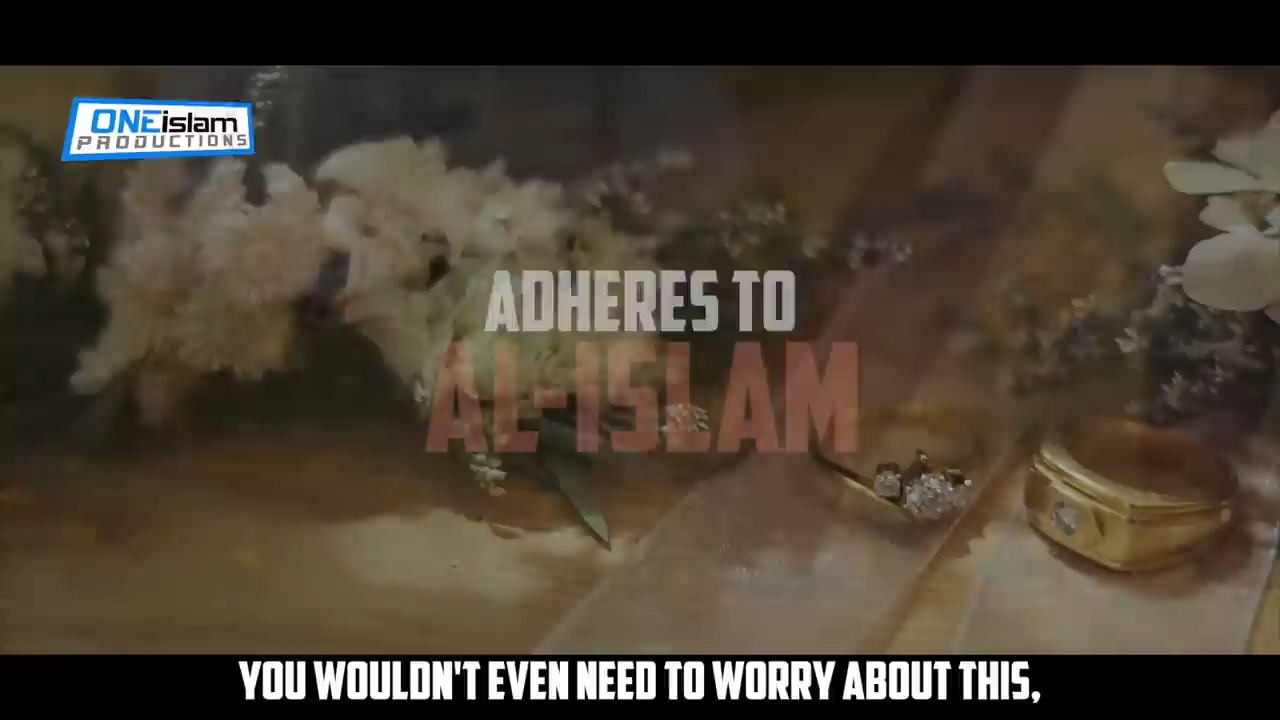 ONEislam
PRODUCTIONS
ADHERES TO
AL-ISLAM
YOU WOULDN'T EVEN NEED TO WORRY ABOUT THIS,